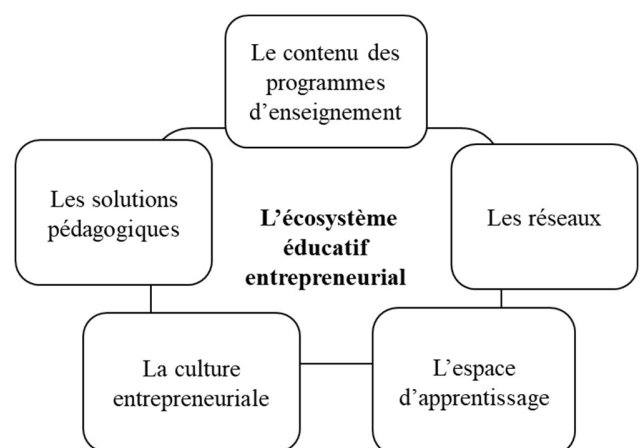 Le contenu des
programmes
d’enseignement
Les solutions
pédagogiques
L’écosystème
éducatif
entrepreneurial
Les réseaux
La culture
entrepreneuriale
L’espace
d’apprentissage